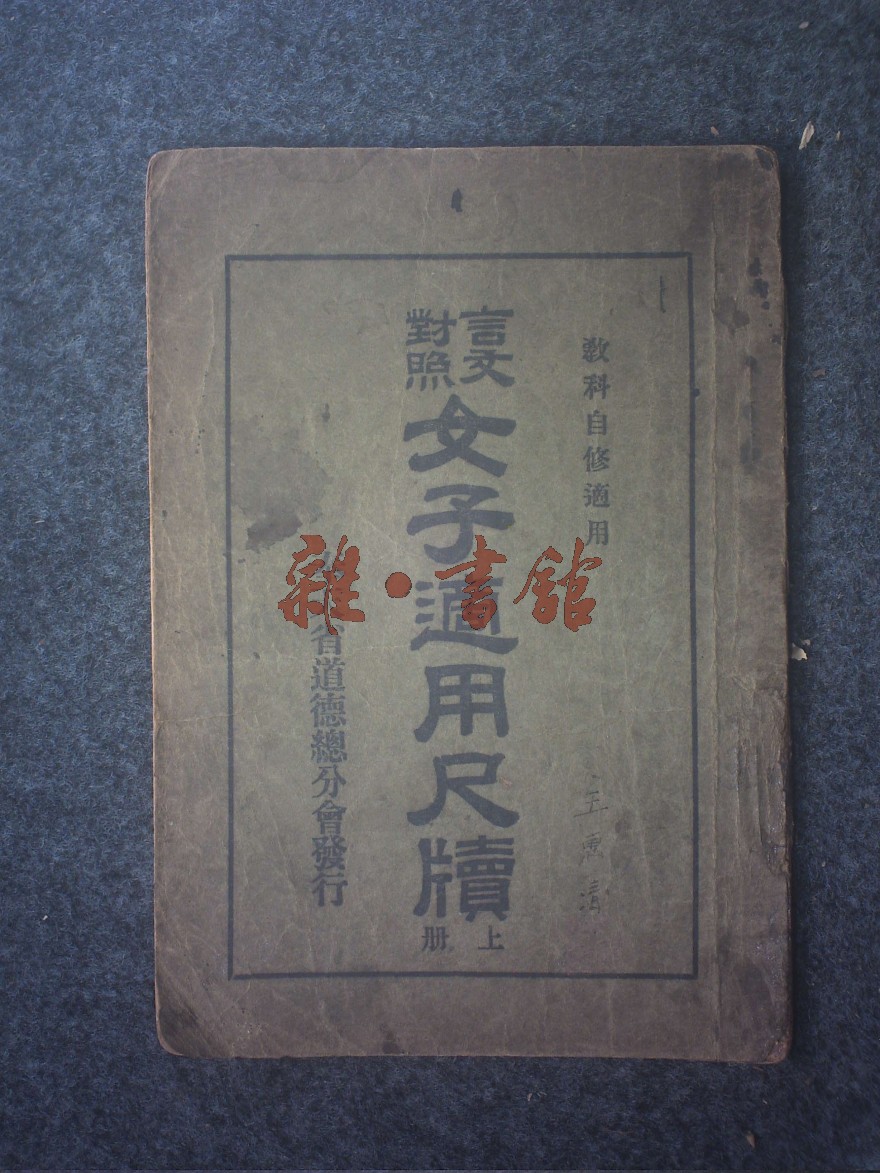 教科自修適用
言文
對照
女子適用尺牘
上册
省道德總分會發行
雜·書館